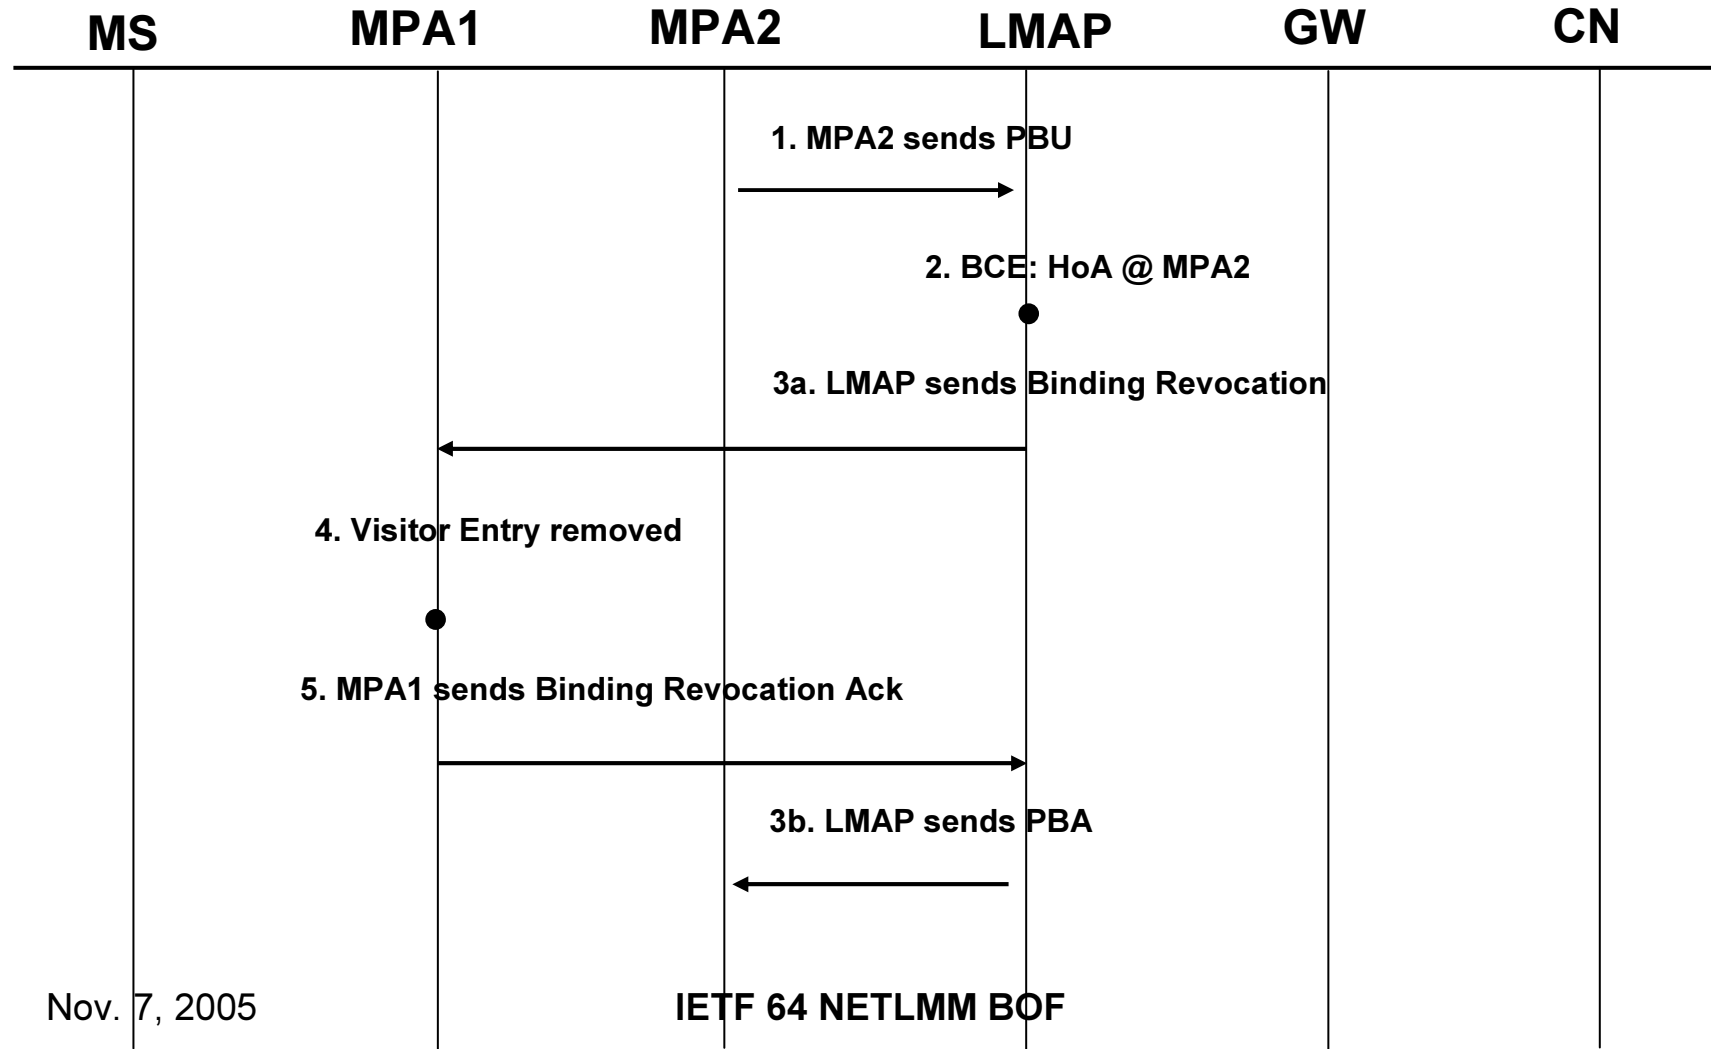 MS MPA1 MPA2 LMAP GW CN
1. MPA2 sends PBU
2. BCE: HoA @ MPA2
3a. LMAP sends Binding Revocation
4. Visitor Entry removed
5. MPA1 sends Binding Revocation Ack
3b. LMAP sends PBA
Nov. 7, 2005 IETF 64 NETLMM BOF